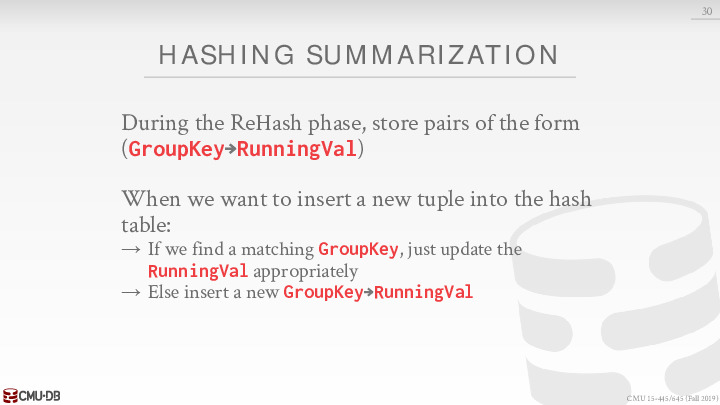 30
HASHING SUMMARIZATION
During the ReHash phase, store pairs of the form
(GroupKey→RunningVal)
When we want to insert a new tuple into the hash
table:
→ If we find a matching GroupKey, just update the
RunningVal appropriately
→ Else insert a new GroupKey→RunningVal
CMU·DB
CMU 15-445/645 (Fall 2019)